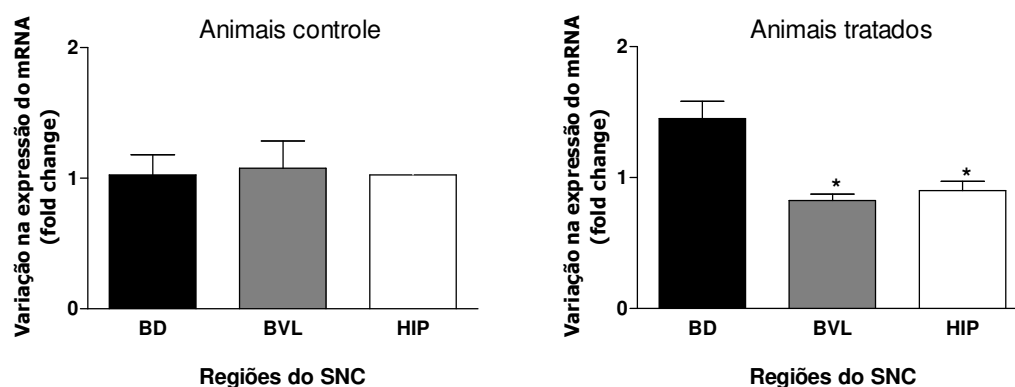 Animais controle
Variação na expressão do mRNA
(fold change)
2
1
0
BD BVL HIP
Regiões do SNC
Animais tratados
Variação na expressão do mRNA
(fold change)
2
1
0
* *
BD BVL HIP
Regiões do SNC